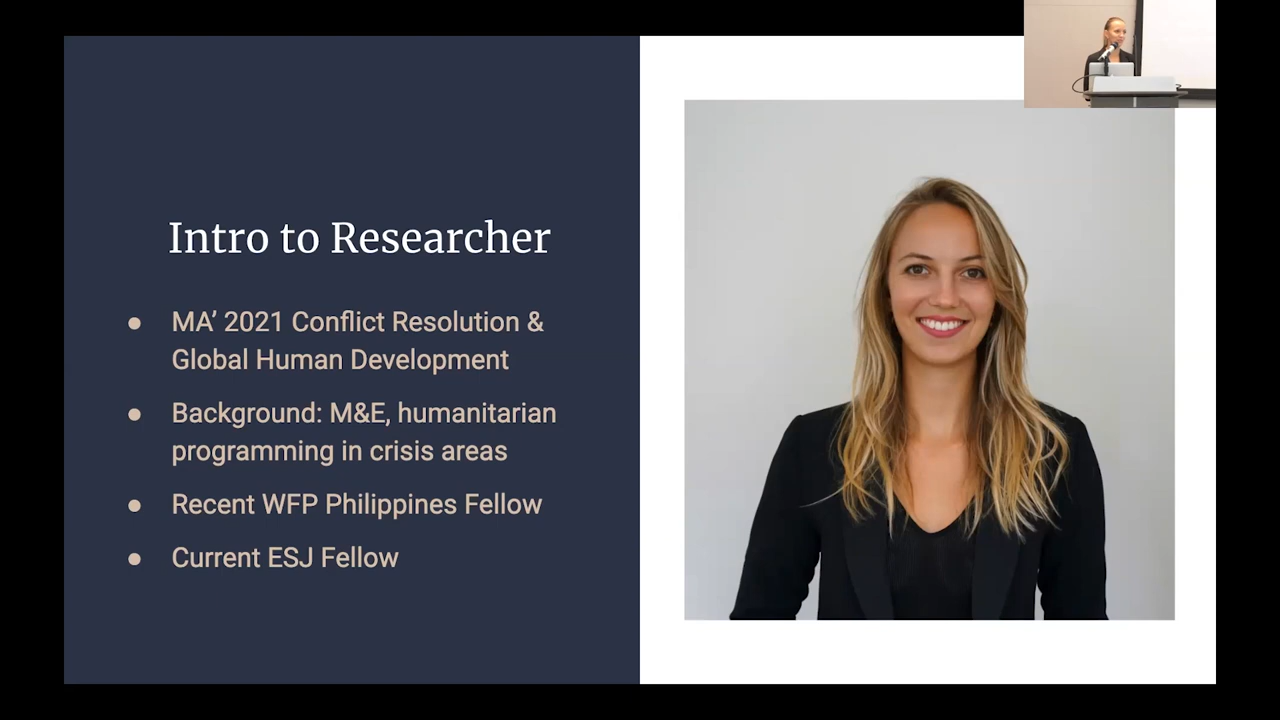 Intro to Researcher
● MA’ 2021 Conflict Resolution &
Global Human Development
● Background: M&E, humanitarian
programming in crisis areas
● Recent WFP Philippines Fellow
● Current ESJ Fellow